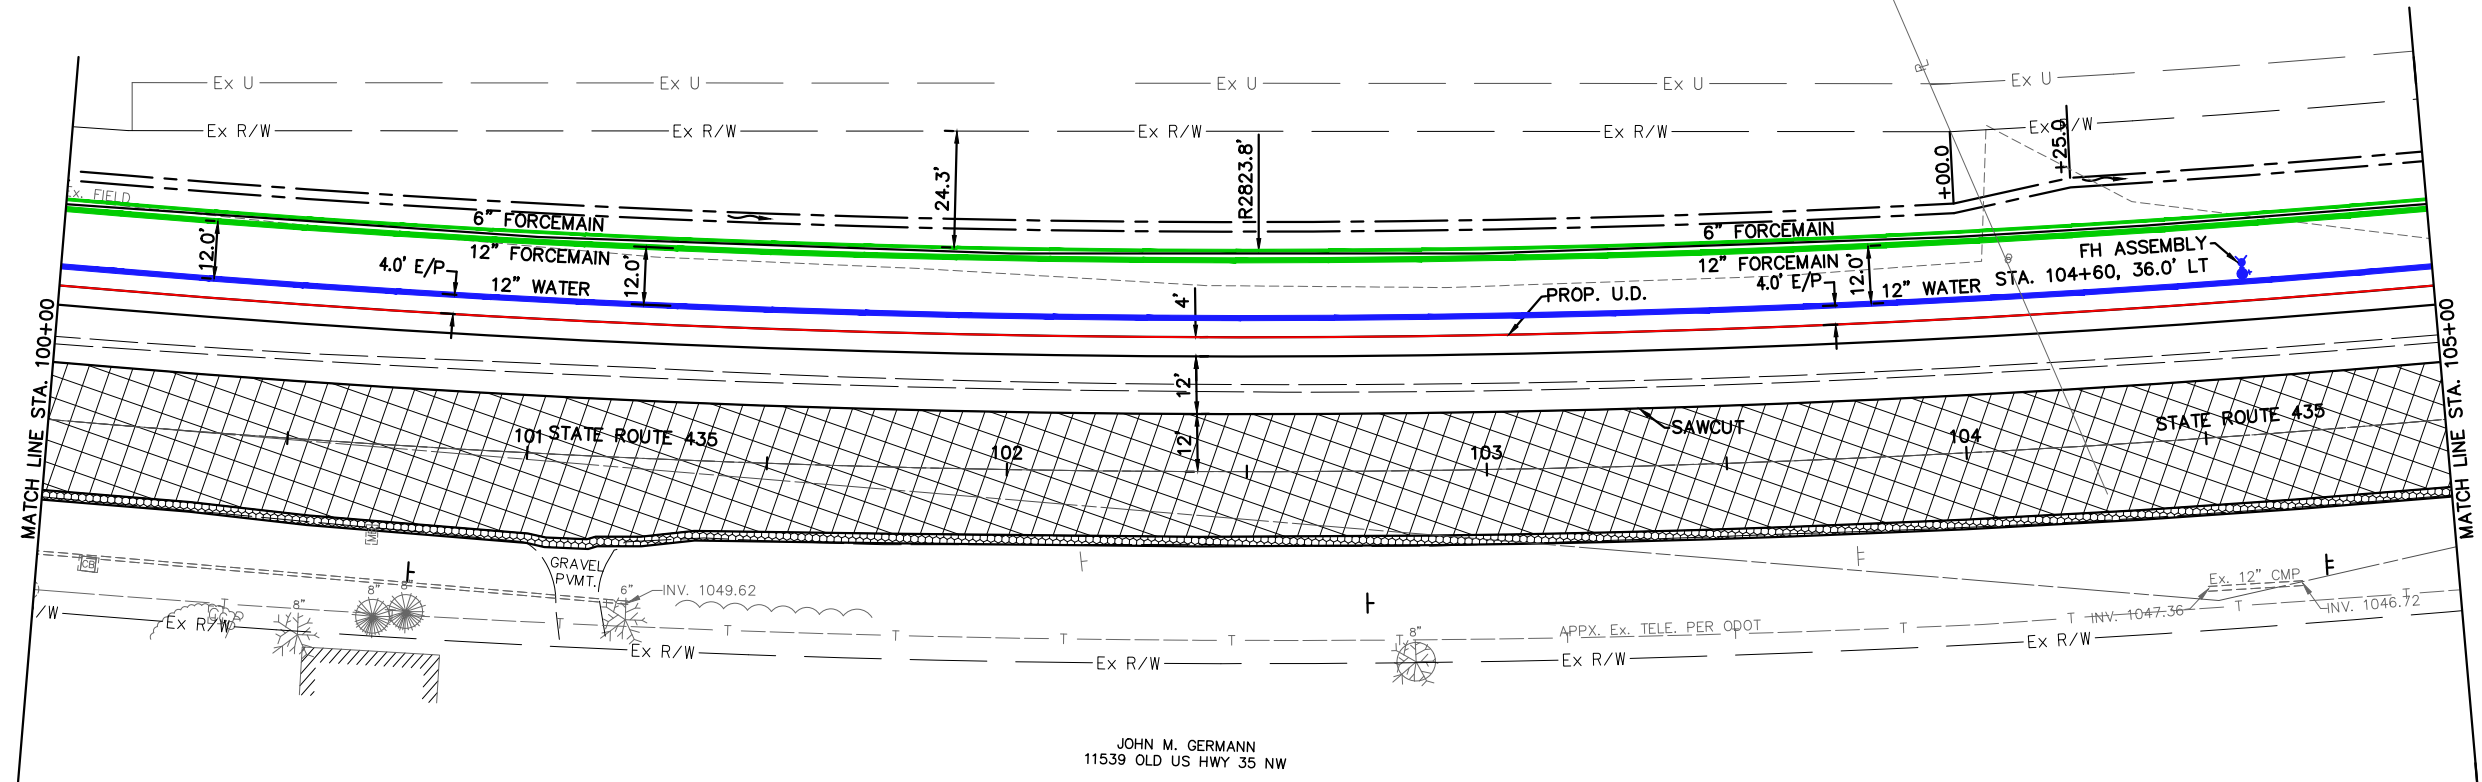 Ex U
Ex U
Ex U
Ex U
Ex U
Ex R/W
Ex R/W
Ex R/W
Ex R/W
Ex R/W
+25.0
+00.0
24.3'
R2823.8'
Ex. FIELD
6" FORCEMAIN
12" FORCEMAIN
6" FORCEMAIN
12" FORCEMAIN
12.0'
12.0'
12.0'
4.0' E/P
4.0' E/P
12" WATER
12" WATER
FH ASSEMBLY
STA. 104+60, 36.0' LT
PROP. U.D.
4'
12'
12'
MATCH LINE STA. 100+00
MATCH LINE STA. 105+00
101
STATE ROUTE 435
102
103
104
STATE ROUTE 435
SAWCUT
CB
MB
GRAVEL
PVMT.
8"
8"
8"
6"
INV. 1049.62
8"
T
T
T
T
T
T
T
T
T
T
T
T
T
T
APPX. Ex. TELE. PER ODOT
Ex. 12" CMP
INV. 1047.36
INV. 1046.72
/W
Ex R/W
Ex R/W
Ex R/W
Ex R/W
Ex R/W
JOHN M. GERMANN
11539 OLD US HWY 35 NW